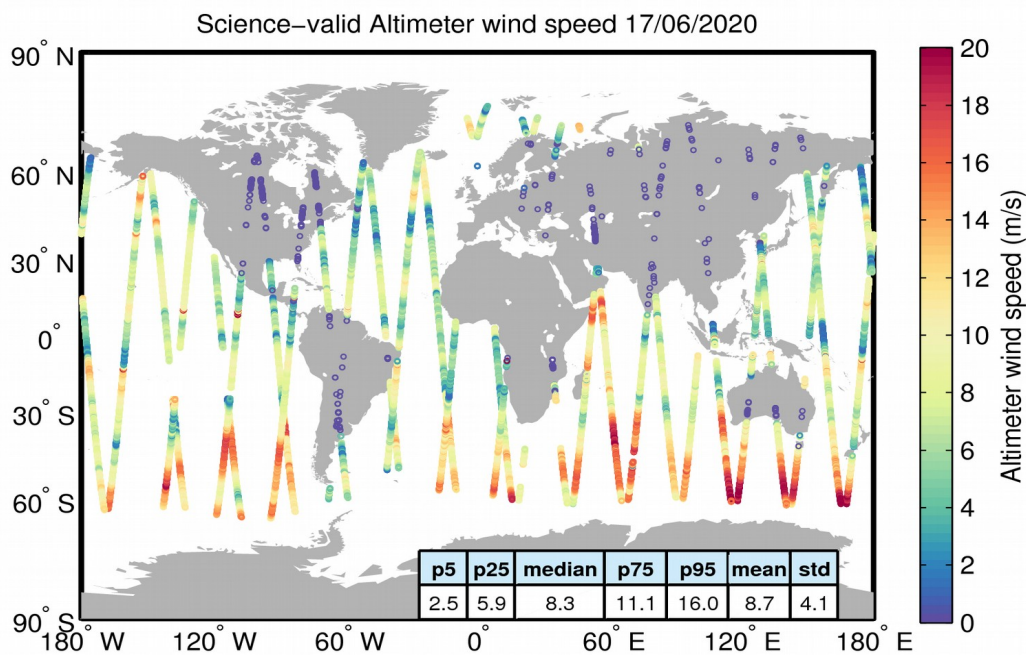 Science−valid Altimeter wind speed 17/06/2020
90° N
60° N
30° N
0°
30° S
60° S
90° S
180° W
120° W
60° W
0°
60° E
120° E
180° E
p5 p25 median p75 p95 mean std
2.5 5.9 8.3 11.1 16.0 8.7 4.1
20
18
16
14
12
10
8
6
4
2
0
Altimeter wind speed (m/s)